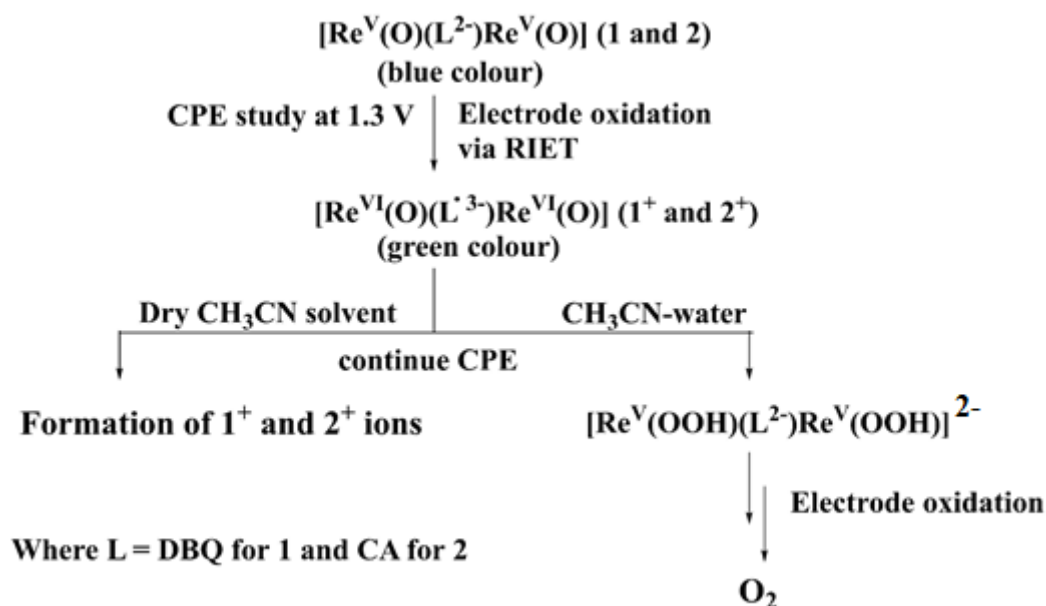 [Re^V(O)(L^2-)Re^V(O)] (1 and 2)
(blue colour)
CPE study at 1.3 V
Electrode oxidation
via RIET
[Re^VI(O)(L^•3-)Re^VI(O)] (1^+ and 2^+)
(green colour)
Dry CH₃CN solvent
CH₃CN-water
continue CPE
Formation of 1^+ and 2^+ ions
[Re^V(OOH)(L^2-)Re^V(OOH)]^2-
Electrode oxidation
Where L = DBQ for 1 and CA for 2
O₂